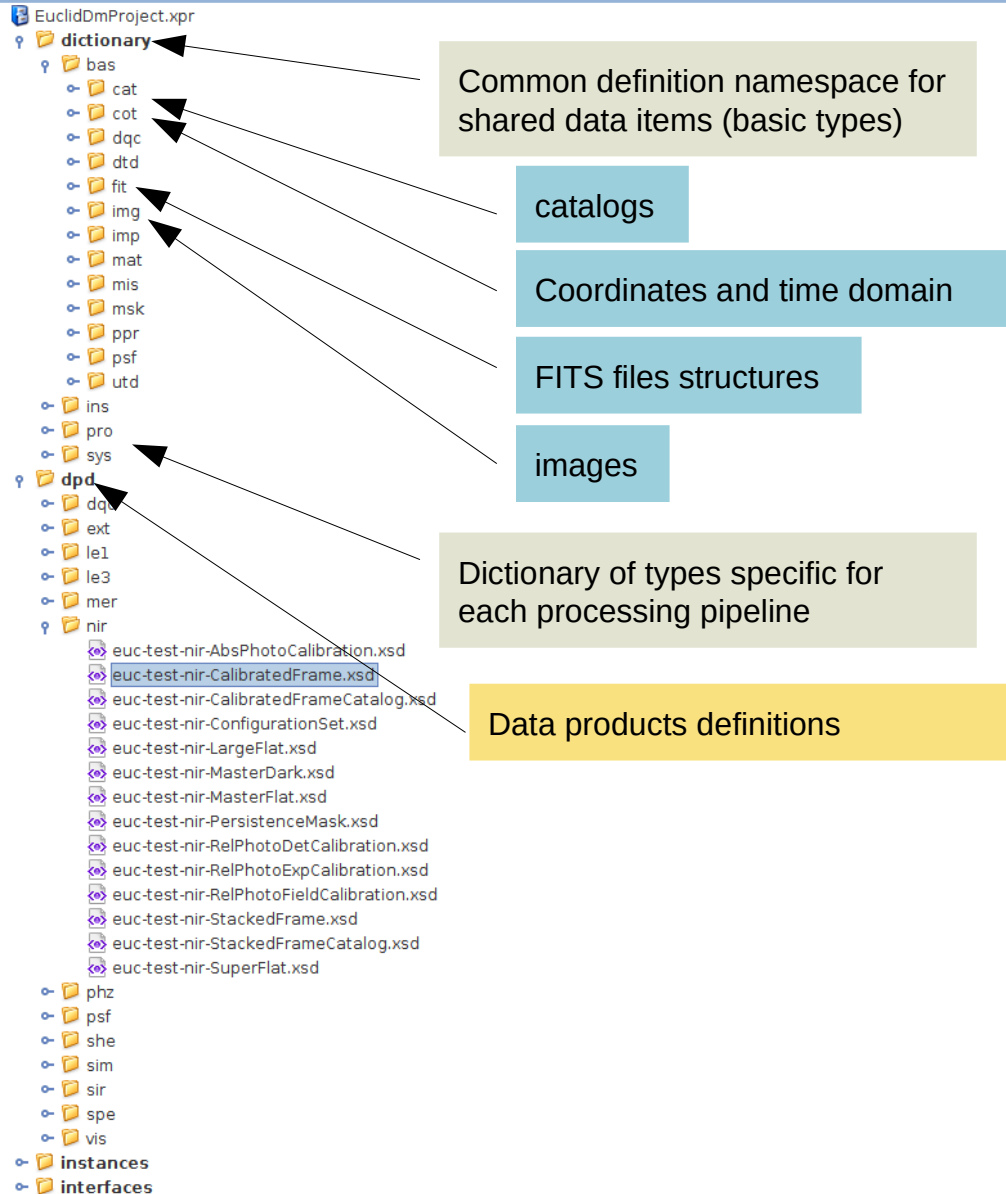 EuclidDmProject.xpr
dictionary
bas
cat
cot
dqc
dtd
fit
img
imp
mat
mis
msk
ppr
psf
utd
ins
pro
sys
dpd
dqc
ext
le1
le3
mer
nir
euc-test-nir-AbsPhotoCalibration.xsd
euc-test-nir-CalibratedFrame.xsd
euc-test-nir-CalibratedFrameCatalog.xsd
euc-test-nir-ConfigurationSet.xsd
euc-test-nir-LargeFlat.xsd
euc-test-nir-MasterDark.xsd
euc-test-nir-MasterFlat.xsd
euc-test-nir-PersistenceMask.xsd
euc-test-nir-RelPhotoDetCalibration.xsd
euc-test-nir-RelPhotoExpCalibration.xsd
euc-test-nir-RelPhotoFieldCalibration.xsd
euc-test-nir-StackedFrame.xsd
euc-test-nir-StackedFrameCatalog.xsd
euc-test-nir-SuperFlat.xsd
phz
psf
she
sim
sir
spe
vis
instances
interfaces
Common definition namespace for
shared data items (basic types)
catalogs
Coordinates and time domain
FITS files structures
images
Dictionary of types specific for
each processing pipeline
Data products definitions